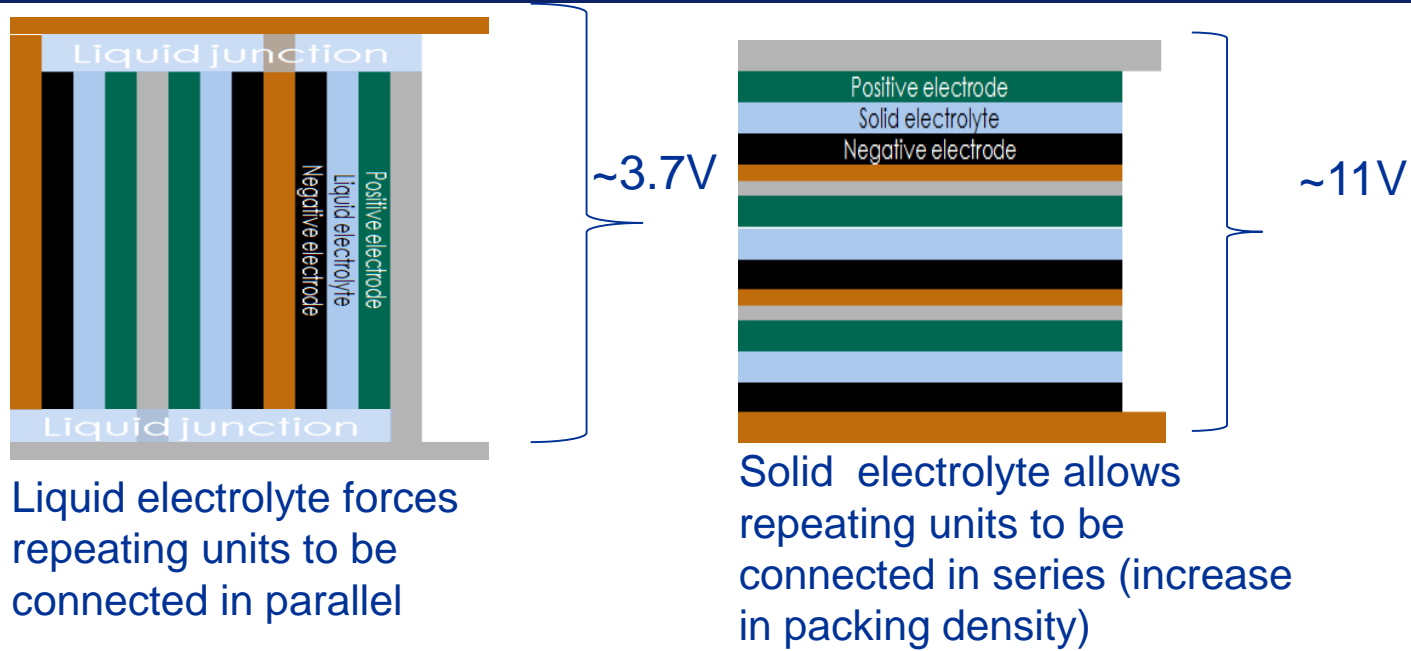 Liquid junction
Negative electrode
Liquid electrolyte
Positive electrode
Liquid junction
~3.7V
Liquid electrolyte forces
repeating units to be
connected in parallel
Positive electrode
Solid electrolyte
Negative electrode
~11V
Solid  electrolyte allows
repeating units to be
connected in series (increase
in packing density)